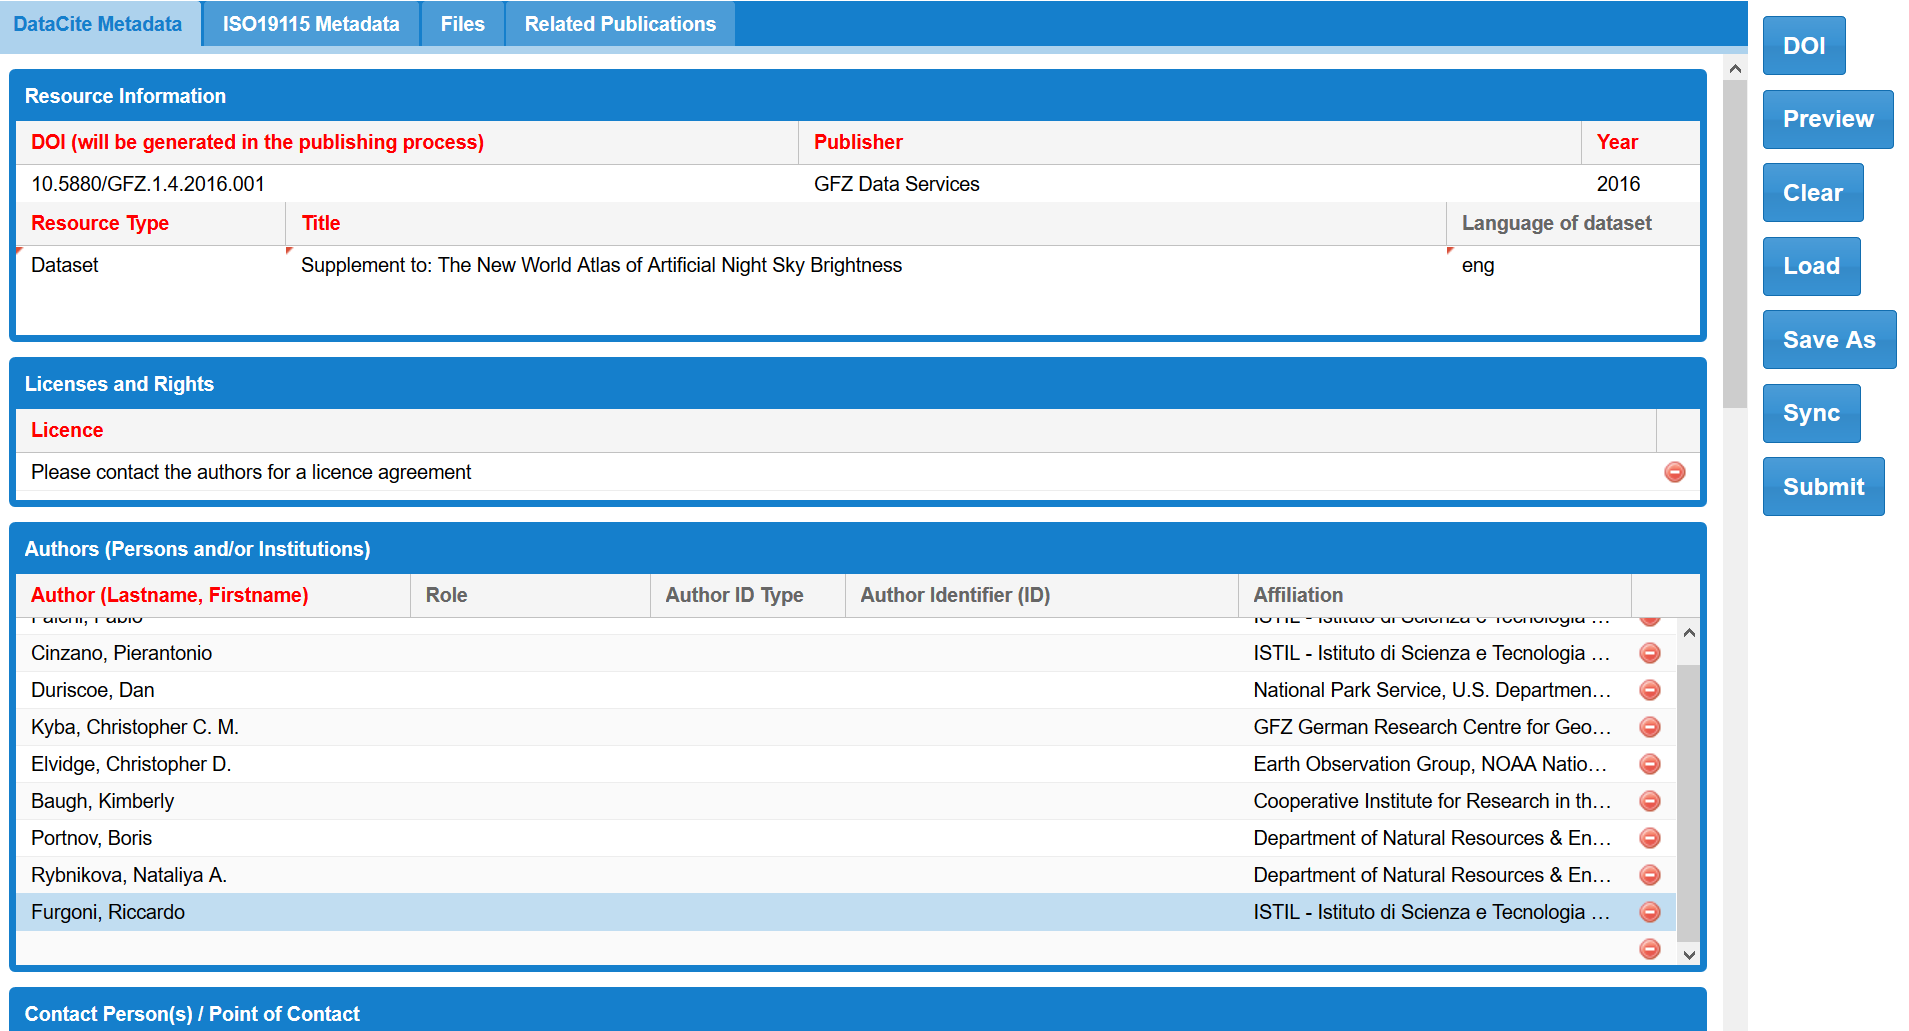 DataCite Metadata ISO19115 Metadata Files Related Publications
DOI
Preview
Clear
Load
Save As
Sync
Submit
Resource Information
DOI (will be generated in the publishing process) Publisher Year
10.5880/GFZ.1.4.2016.001 GFZ Data Services 2016
Resource Type Title Language of dataset
Dataset Supplement to: The New World Atlas of Artificial Night Sky Brightness eng
Licenses and Rights
Licence
Please contact the authors for a licence agreement
Authors (Persons and/or Institutions)
Author (Lastname, Firstname) Role Author ID Type Author Identifier (ID) Affiliation
Falchi, Fabio ISTIL - Istituto di Scienza e Tecnologia ...
Cinzano, Pierantonio ISTIL - Istituto di Scienza e Tecnologia ...
Duriscoe, Dan National Park Service, U.S. Departmen...
Kyba, Christopher C. M. GFZ German Research Centre for Geo...
Elvidge, Christopher D. Earth Observation Group, NOAA Natio...
Baugh, Kimberly Cooperative Institute for Research in th...
Portnov, Boris Department of Natural Resources & En...
Rybnikova, Nataliya A. Department of Natural Resources & En...
Furgoni, Riccardo ISTIL - Istituto di Scienza e Tecnologia ...
Contact Person(s) / Point of Contact